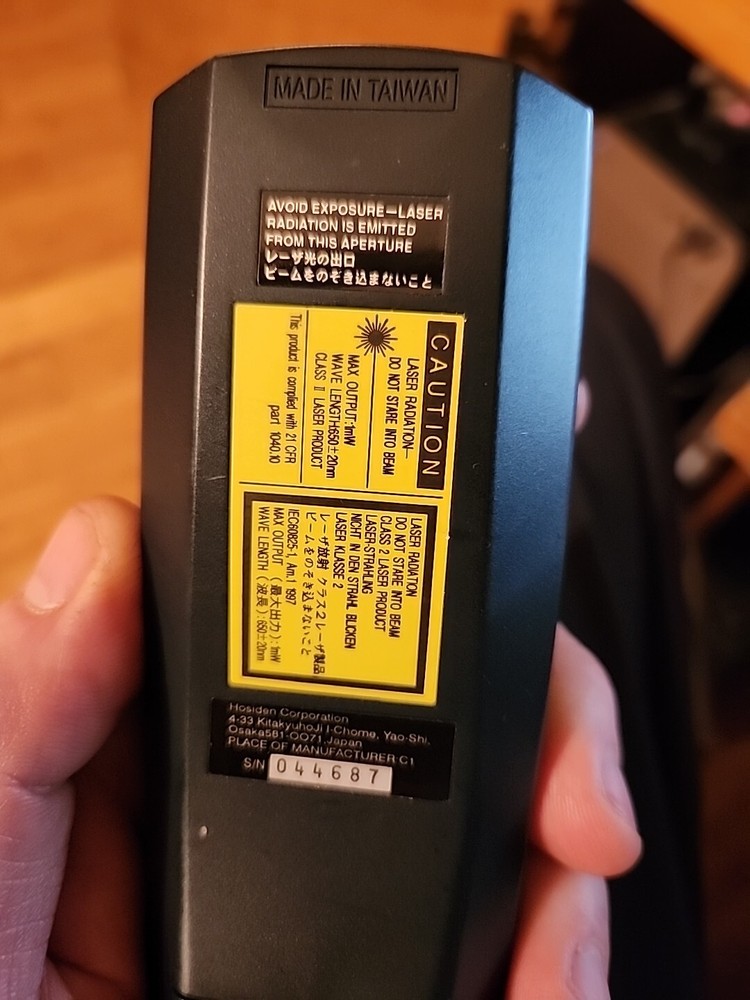 MADE IN TAIWAN
AVOID EXPOSURE–LASER
RADIATION IS EMITTED
FROM THIS APERTURE
レーザ光の出口
ビームをのぞき込まないこと
CAUTION
LASER RADIATION–
DO NOT STARE INTO BEAM
MAX OUTPUT:1mW
WAVE LENGTH:650±20nm
CLASS II LASER PRODUCT
This product is complied with 21 CFR
part 1040.10
LASER RADIATION
DO NOT STARE INTO BEAM
CLASS 2 LASER PRODUCT
LASER-STRAHLING
NICHT IN DEN STRAHL BLICKEN
LASER KLASSE 2
レーザ放射 クラス2レーザ製品
ビームをのぞき込まないこと
IEC60825-1, Am.1 1997
MAX OUTPUT (最大出力):1mW
WAVE LENGTH (波長):650±20nm
Hosiden Corporation
4-33 Kitakyuhoji 1-Chome, Yao-Shi,
Osaka581-0071,Japan
PLACE OF MANUFACTURER C1
S/N 044687